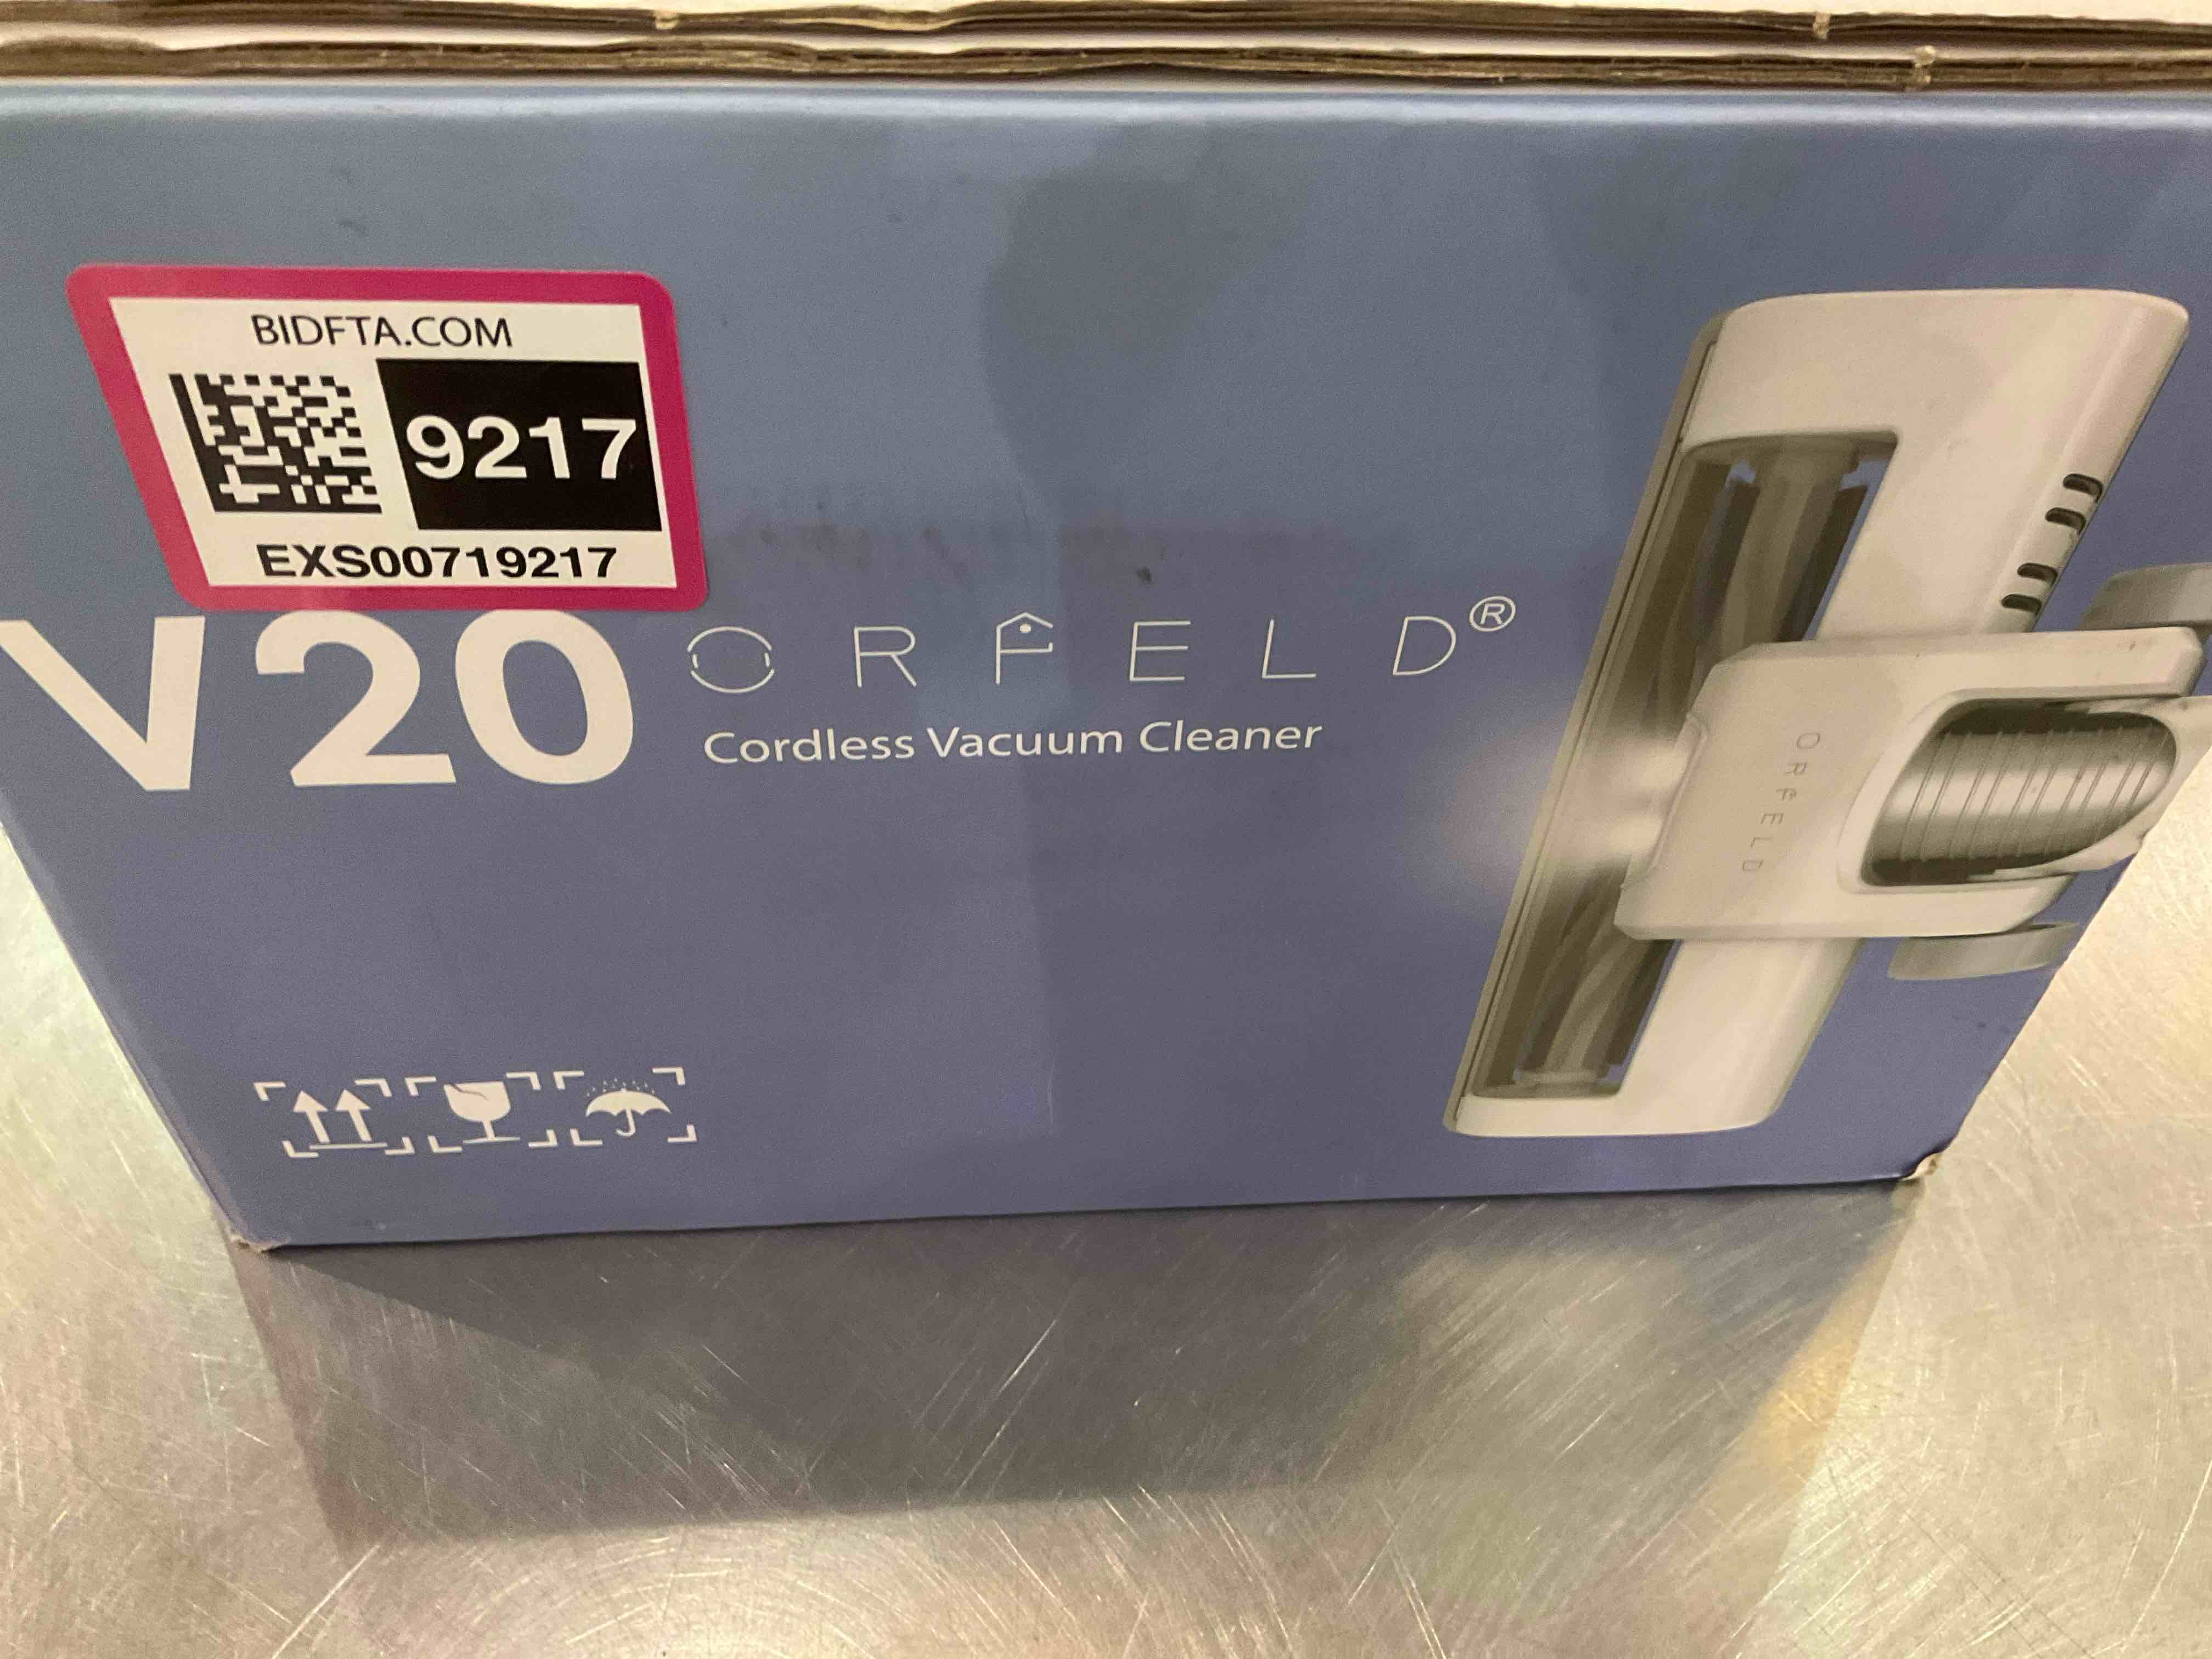 BIDFTA.COM
9217
EXS00719217
V20
ORFELD®
Cordless Vacuum Cleaner
ORFELD